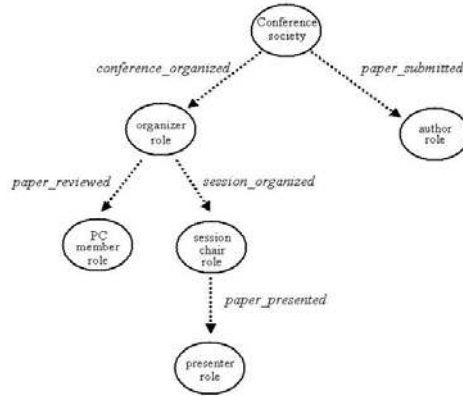 Conference
society
conference_organized
paper_submitted
organizer
role
author
role
paper_reviewed
session_organized
PC
member
role
session
chair
role
paper_presented
presenter
role